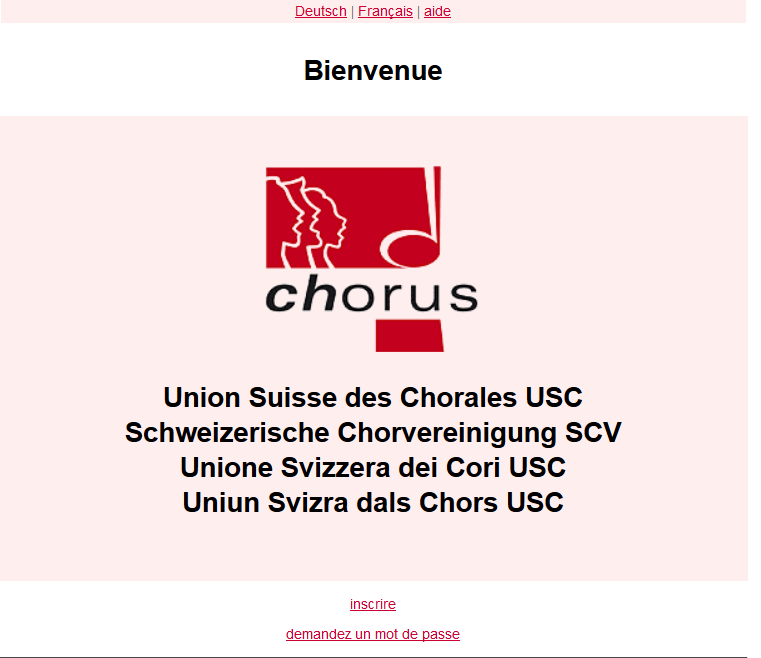 Deutsch | Français | aide
Bienvenue
chorus
Union Suisse des Chorales USC
Schweizerische Chorvereinigung SCV
Unione Svizzera dei Cori USC
Uniun Svizra dals Chors USC
inscrire
demandez un mot de passe